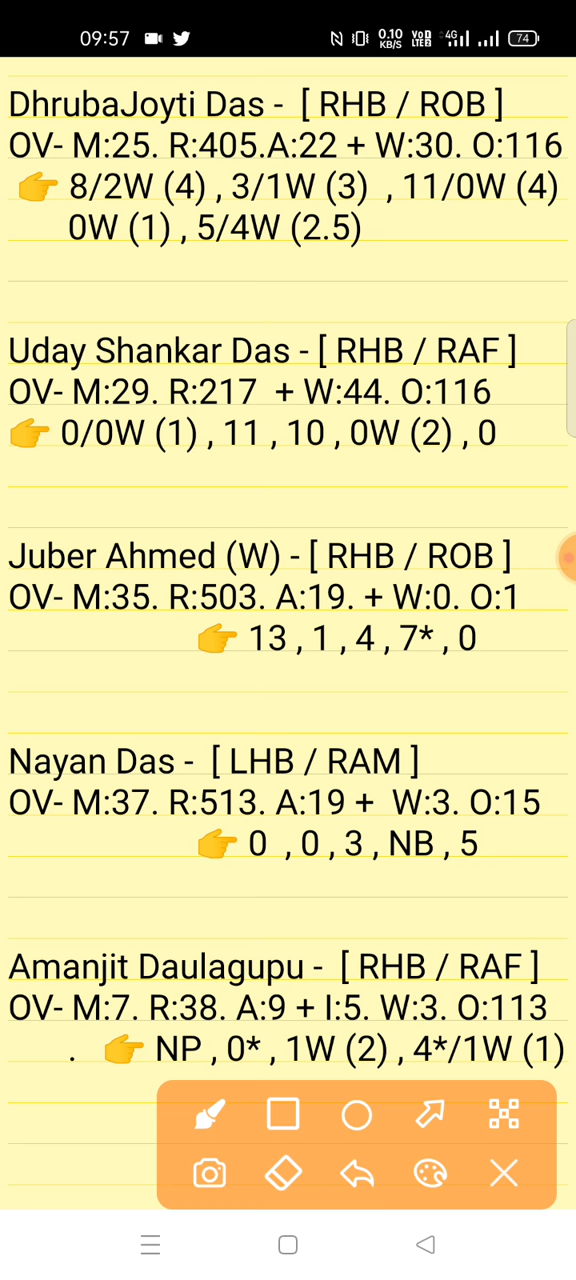 09:57 0.10 KB/S VoD LTE2 4G 74
DhrubaJoyti Das - [ RHB / ROB ]
OV- M:25. R:405.A:22 + W:30. O:116
👉 8/2W (4) , 3/1W (3) , 11/0W (4)
0W (1) , 5/4W (2.5)
Uday Shankar Das - [ RHB / RAF ]
OV- M:29. R:217 + W:44. O:116
👉 0/0W (1) , 11 , 10 , 0W (2) , 0
Juber Ahmed (W) - [ RHB / ROB ]
OV- M:35. R:503. A:19. + W:0. O:1
👉 13 , 1 , 4 , 7* , 0
Nayan Das - [ LHB / RAM ]
OV- M:37. R:513. A:19 + W:3. O:15
👉 0 , 0 , 3 , NB , 5
Amanjit Daulagupu - [ RHB / RAF ]
OV- M:7. R:38. A:9 + I:5. W:3. O:113
. 👉 NP , 0* , 1W (2) , 4*/1W (1)